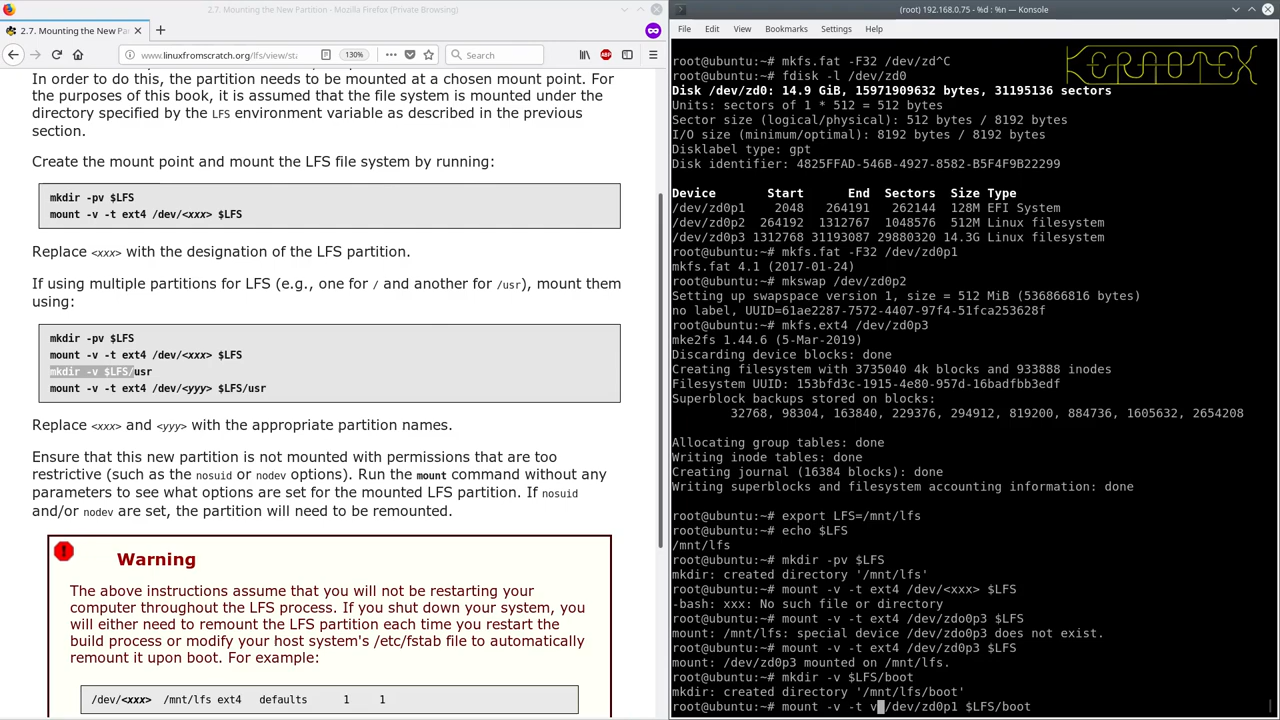 2.7. Mounting the New Partition - Mozilla Firefox (Private Browsing)
2.7. Mounting the New Par
www.linuxfromscratch.org/lfs/view/sta
130%
Search
In order to do this, the partition needs to be mounted at a chosen mount point. For
the purposes of this book, it is assumed that the file system is mounted under the
directory specified by the LFS environment variable as described in the previous
section.
Create the mount point and mount the LFS file system by running:
mkdir -pv $LFS
mount -v -t ext4 /dev/<xxx> $LFS
Replace <xxx> with the designation of the LFS partition.
If using multiple partitions for LFS (e.g., one for / and another for /usr), mount them
using:
mkdir -pv $LFS
mount -v -t ext4 /dev/<xxx> $LFS
mkdir -v $LFS/usr
mount -v -t ext4 /dev/<yyy> $LFS/usr
Replace <xxx> and <yyy> with the appropriate partition names.
Ensure that this new partition is not mounted with permissions that are too
restrictive (such as the nosuid or nodev options). Run the mount command without any
parameters to see what options are set for the mounted LFS partition. If nosuid
and/or nodev are set, the partition will need to be remounted.
Warning
The above instructions assume that you will not be restarting your
computer throughout the LFS process. If you shut down your system, you
will either need to remount the LFS partition each time you restart the
build process or modify your host system's /etc/fstab file to automatically
remount it upon boot. For example:
/dev/<xxx> /mnt/lfs ext4 defaults 1 1
(root) 192.168.0.75 - %d : %n — Konsole
File Edit View Bookmarks Settings Help
KERNOTEX
root@ubuntu:~# mkfs.fat -F32 /dev/zd^C
root@ubuntu:~# fdisk -l /dev/zd0
Disk /dev/zd0: 14.9 GiB, 15971909632 bytes, 31195136 sectors
Units: sectors of 1 * 512 = 512 bytes
Sector size (logical/physical): 512 bytes / 8192 bytes
I/O size (minimum/optimal): 8192 bytes / 8192 bytes
Disklabel type: gpt
Disk identifier: 4825FFAD-546B-4927-8582-B5F4F9B22299
Device Start End Sectors Size Type
/dev/zd0p1 2048 264191 262144 128M EFI System
/dev/zd0p2 264192 1312767 1048576 512M Linux filesystem
/dev/zd0p3 1312768 31193087 29880320 14.3G Linux filesystem
root@ubuntu:~# mkfs.fat -F32 /dev/zd0p1
mkfs.fat 4.1 (2017-01-24)
root@ubuntu:~# mkswap /dev/zd0p2
Setting up swapspace version 1, size = 512 MiB (536866816 bytes)
no label, UUID=61ae2287-7572-4407-97f4-51fca253628f
root@ubuntu:~# mkfs.ext4 /dev/zd0p3
mke2fs 1.44.6 (5-Mar-2019)
Discarding device blocks: done
Creating filesystem with 3735040 4k blocks and 933888 inodes
Filesystem UUID: 153bfd3c-1915-4e80-957d-16badfbb3edf
Superblock backups stored on blocks:
32768, 98304, 163840, 229376, 294912, 819200, 884736, 1605632, 2654208
Allocating group tables: done
Writing inode tables: done
Creating journal (16384 blocks): done
Writing superblocks and filesystem accounting information: done
root@ubuntu:~# export LFS=/mnt/lfs
root@ubuntu:~# echo $LFS
/mnt/lfs
root@ubuntu:~# mkdir -pv $LFS
mkdir: created directory '/mnt/lfs'
root@ubuntu:~# mount -v -t ext4 /dev/<xxx> $LFS
-bash: xxx: No such file or directory
root@ubuntu:~# mount -v -t ext4 /dev/zdo0p3 $LFS
mount: /mnt/lfs: special device /dev/zdo0p3 does not exist.
root@ubuntu:~# mount -v -t ext4 /dev/zd0p3 $LFS
mount: /dev/zd0p3 mounted on /mnt/lfs.
root@ubuntu:~# mkdir -v $LFS/boot
mkdir: created directory '/mnt/lfs/boot'
root@ubuntu:~# mount -v -t v /dev/zd0p1 $LFS/boot